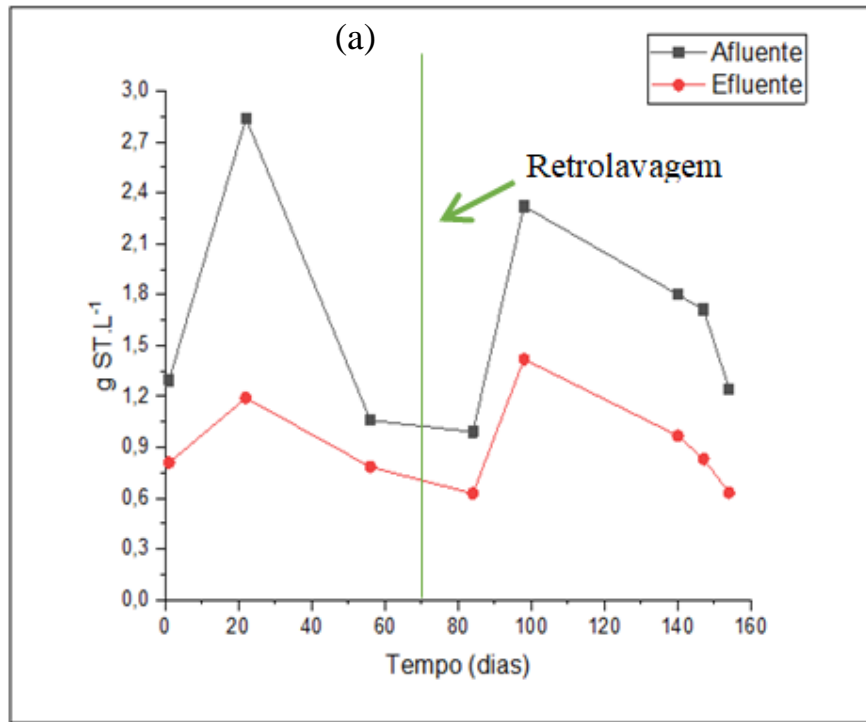 (a)
Afluente
Efluente
Retrolavagem
g ST.L⁻¹
3,0
2,7
2,4
2,1
1,8
1,5
1,2
0,9
0,6
0,3
0,0
0 20 40 60 80 100 120 140 160
Tempo (dias)